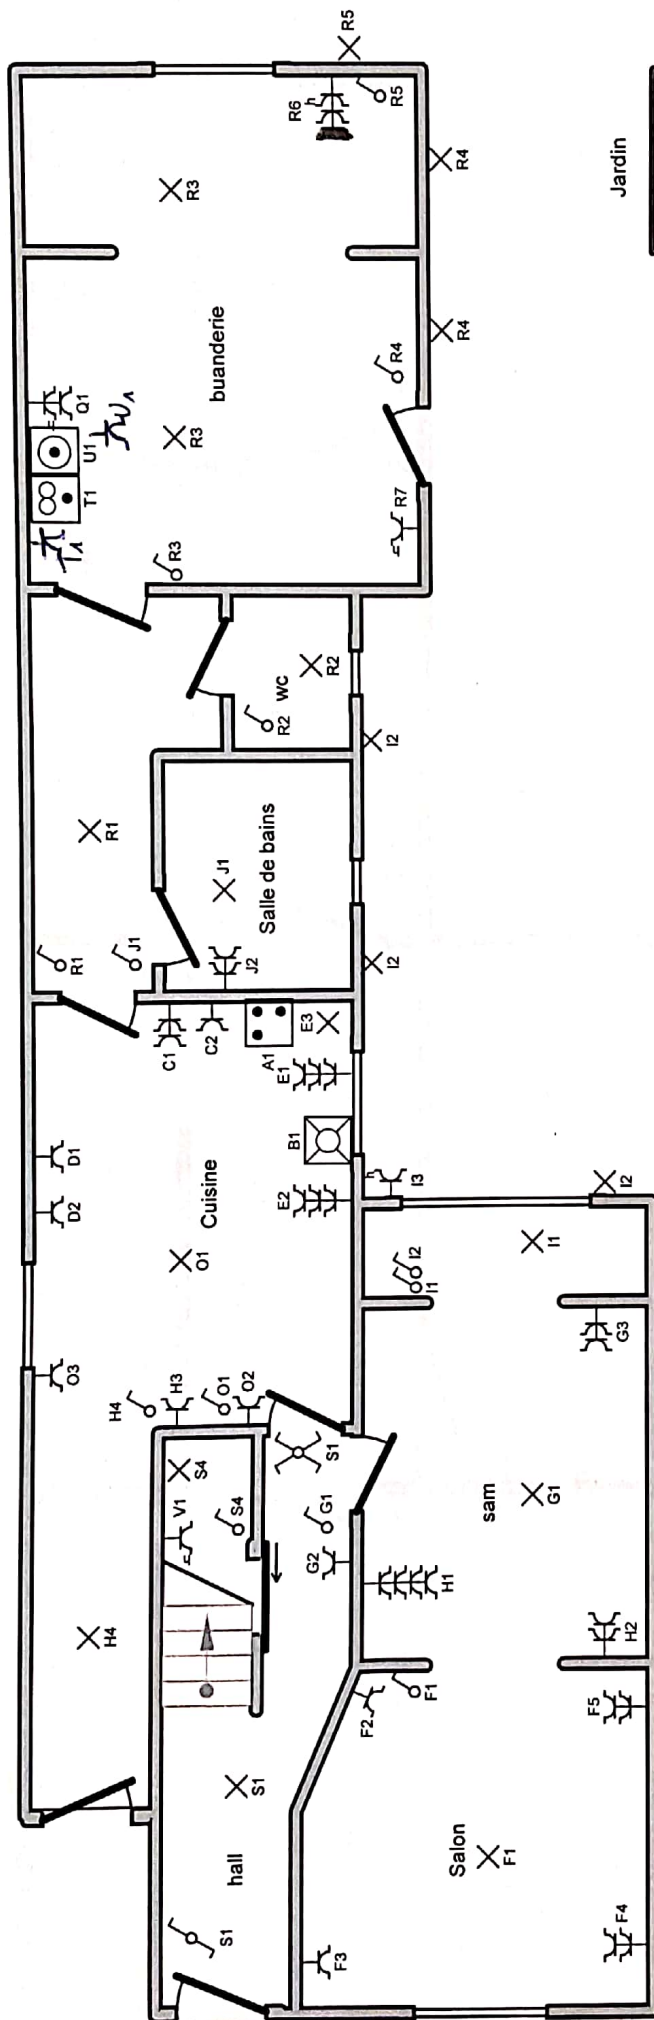 O3
D2
D1
R1
T1
Q1
H4
H4
R1
T1
U1
U1
J1
C1
R3
H3
V1
R3
R3
S4
O1
Cuisine
C2
buanderie
S1
hall
S4
O1
J1
O2
J2
S1
A1
Salle de bains
R2
wc
E2
E1
B1
R6
h
E3
G2
G1
S1
R2
F3
R5
F2
h
I2
I2
R7
R4
R5
I2
I3
F1
I1
H1
Salon
R4
R4
sam
F1
G1
I1
F5
F4
H2
G3
I2
Jardin